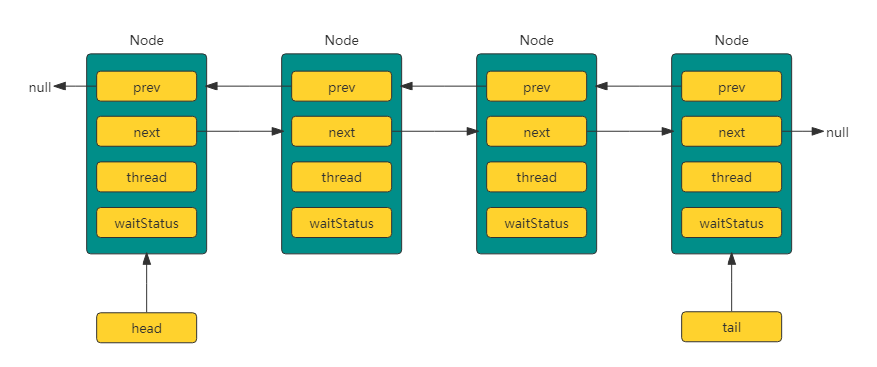 Node
Node
Node
Node
null
prev
prev
prev
prev
next
next
next
next
null
thread
thread
thread
thread
waitStatus
waitStatus
waitStatus
waitStatus
head
tail